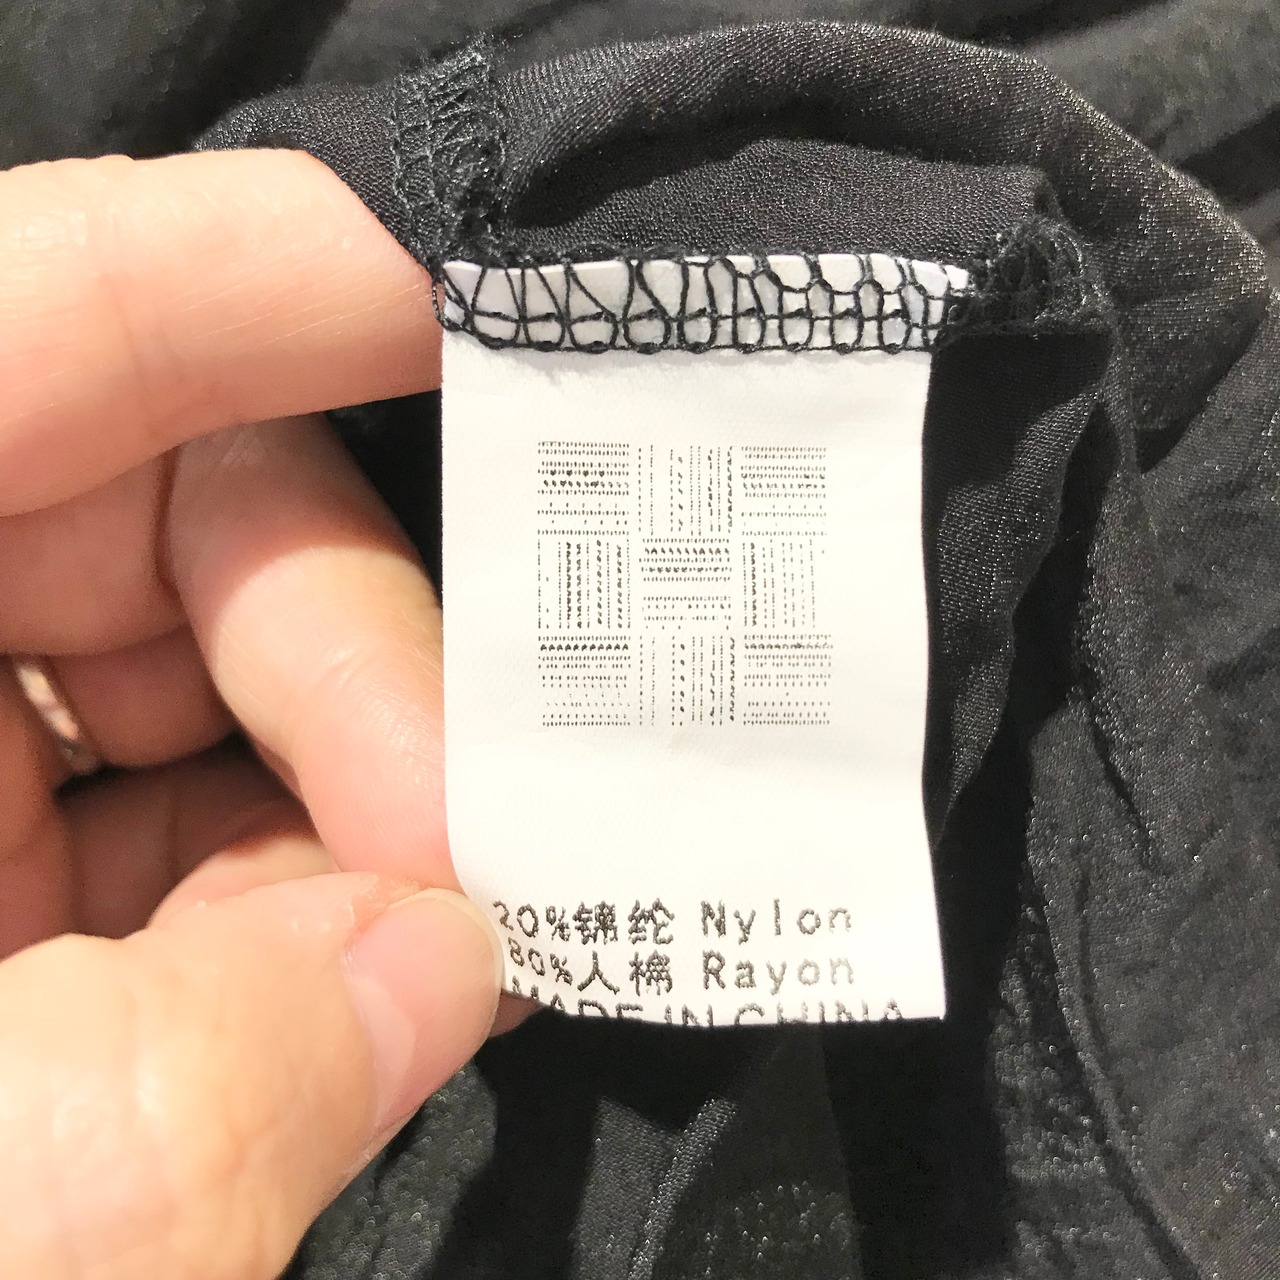 20%锦纶 Nylon
80%人棉 Rayon
MADE IN CHINA